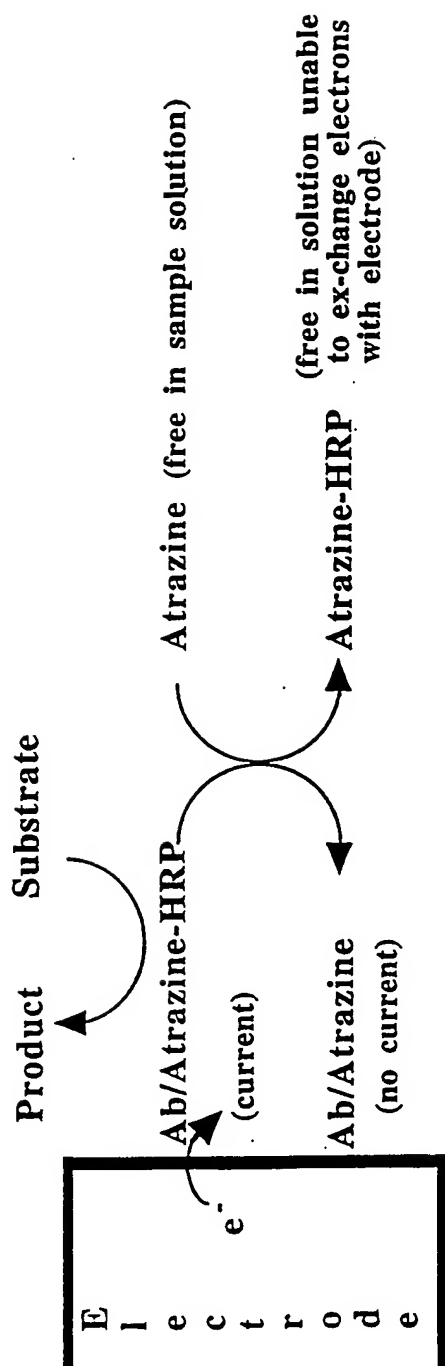 Product Substrate
Ab/Atrazine-HRP
(current)
Atrazine (free in sample solution)
e-
Ab/Atrazine
(no current)
Atrazine-HRP
(free in solution unable
to ex-change electrons
with electrode)
Electrode